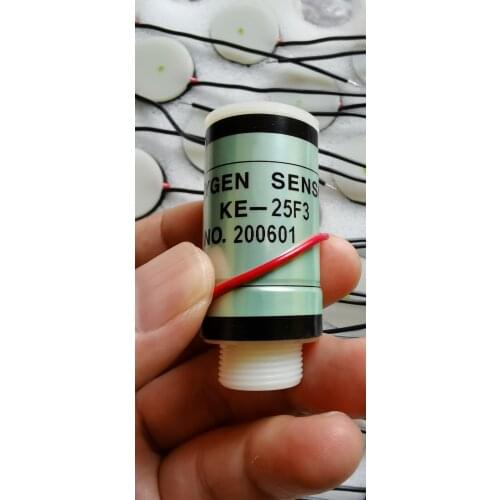 YGEN SENS
KE-25F3
NO. 200601